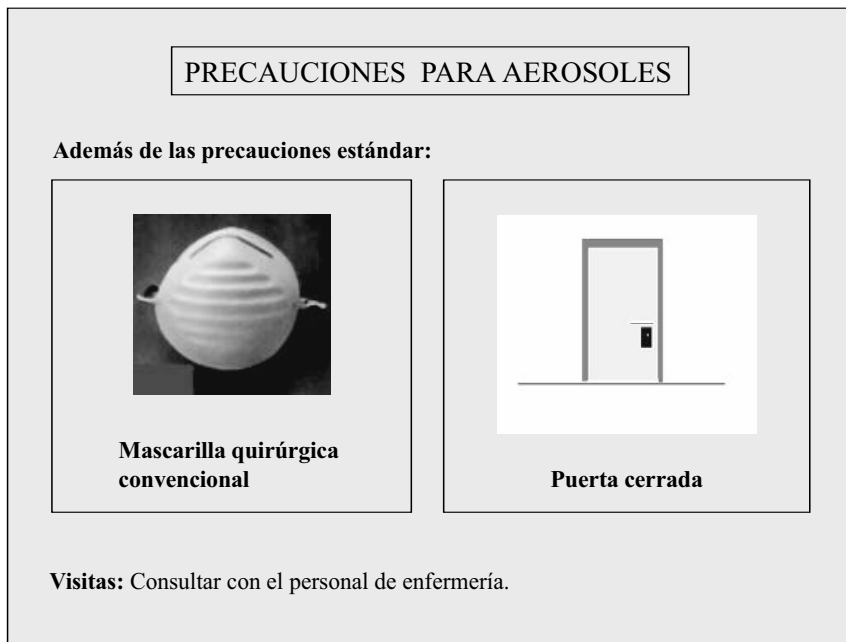 PRECAUCIONES PARA AEROSOLES
Además de las precauciones estándar:
Mascarilla quirúrgica
convencional
Puerta cerrada
Visitas: Consultar con el personal de enfermería.